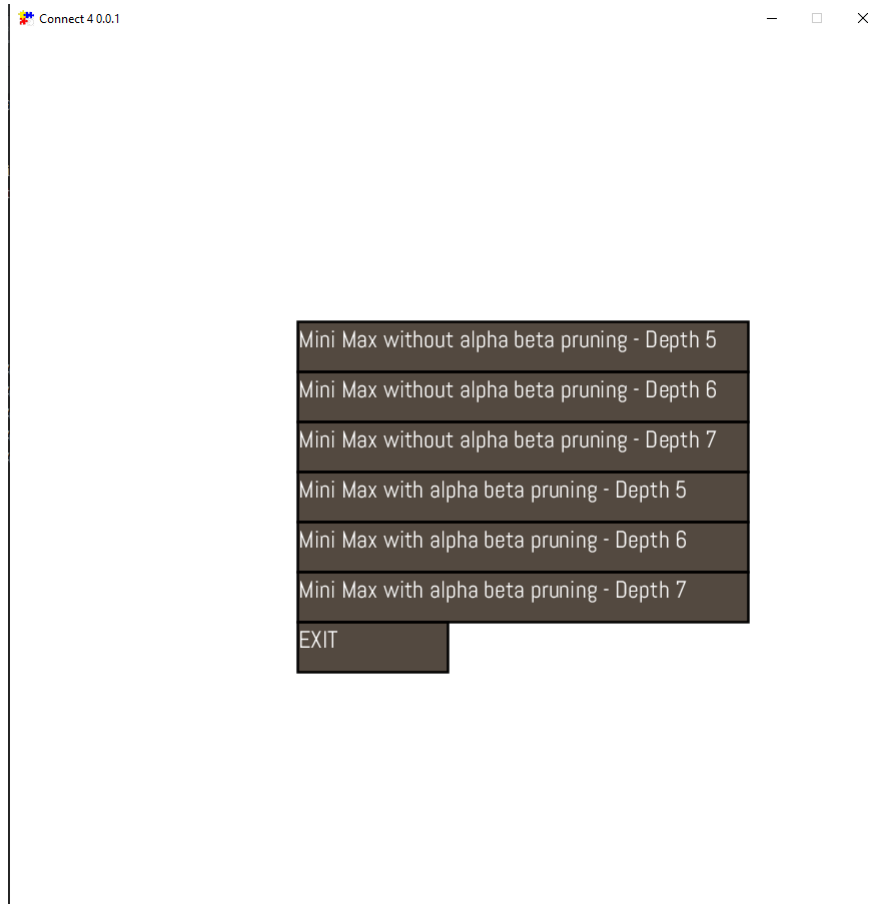 Connect 4 0.0.1
Mini Max without alpha beta pruning - Depth 5
Mini Max without alpha beta pruning - Depth 6
Mini Max without alpha beta pruning - Depth 7
Mini Max with alpha beta pruning - Depth 5
Mini Max with alpha beta pruning - Depth 6
Mini Max with alpha beta pruning - Depth 7
EXIT